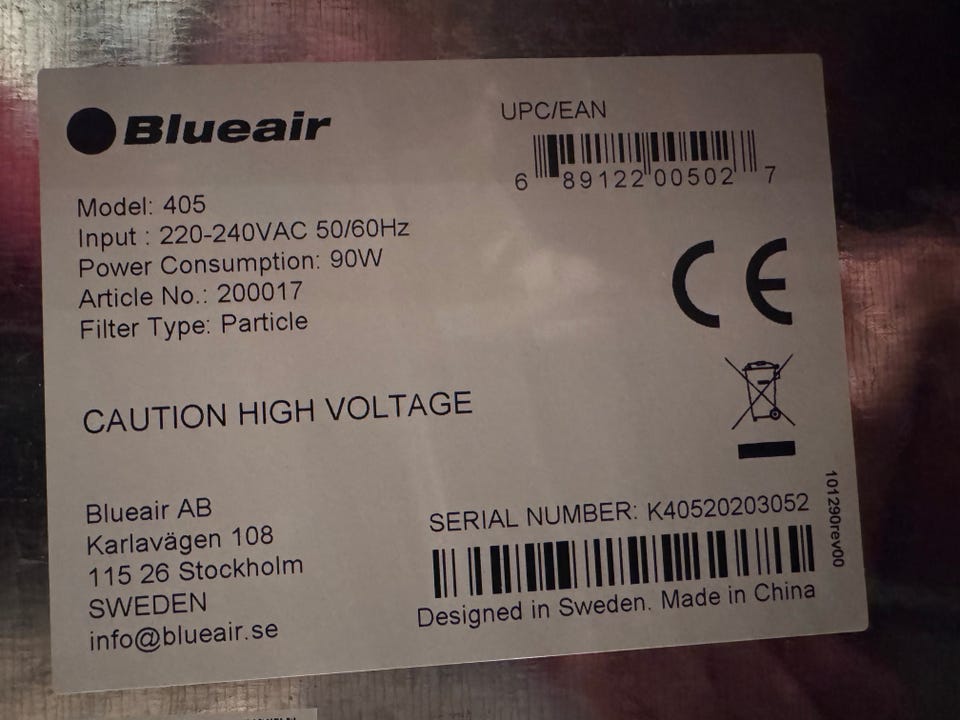 Blueair
UPC/EAN
6 89122 00502 7
Model: 405
Input : 220-240VAC 50/60Hz
Power Consumption: 90W
Article No.: 200017
Filter Type: Particle
CE
CAUTION HIGH VOLTAGE
Blueair AB
Karlavägen 108
115 26 Stockholm
SWEDEN
info@blueair.se
SERIAL NUMBER: K40520203052
Designed in Sweden. Made in China
101290rev00